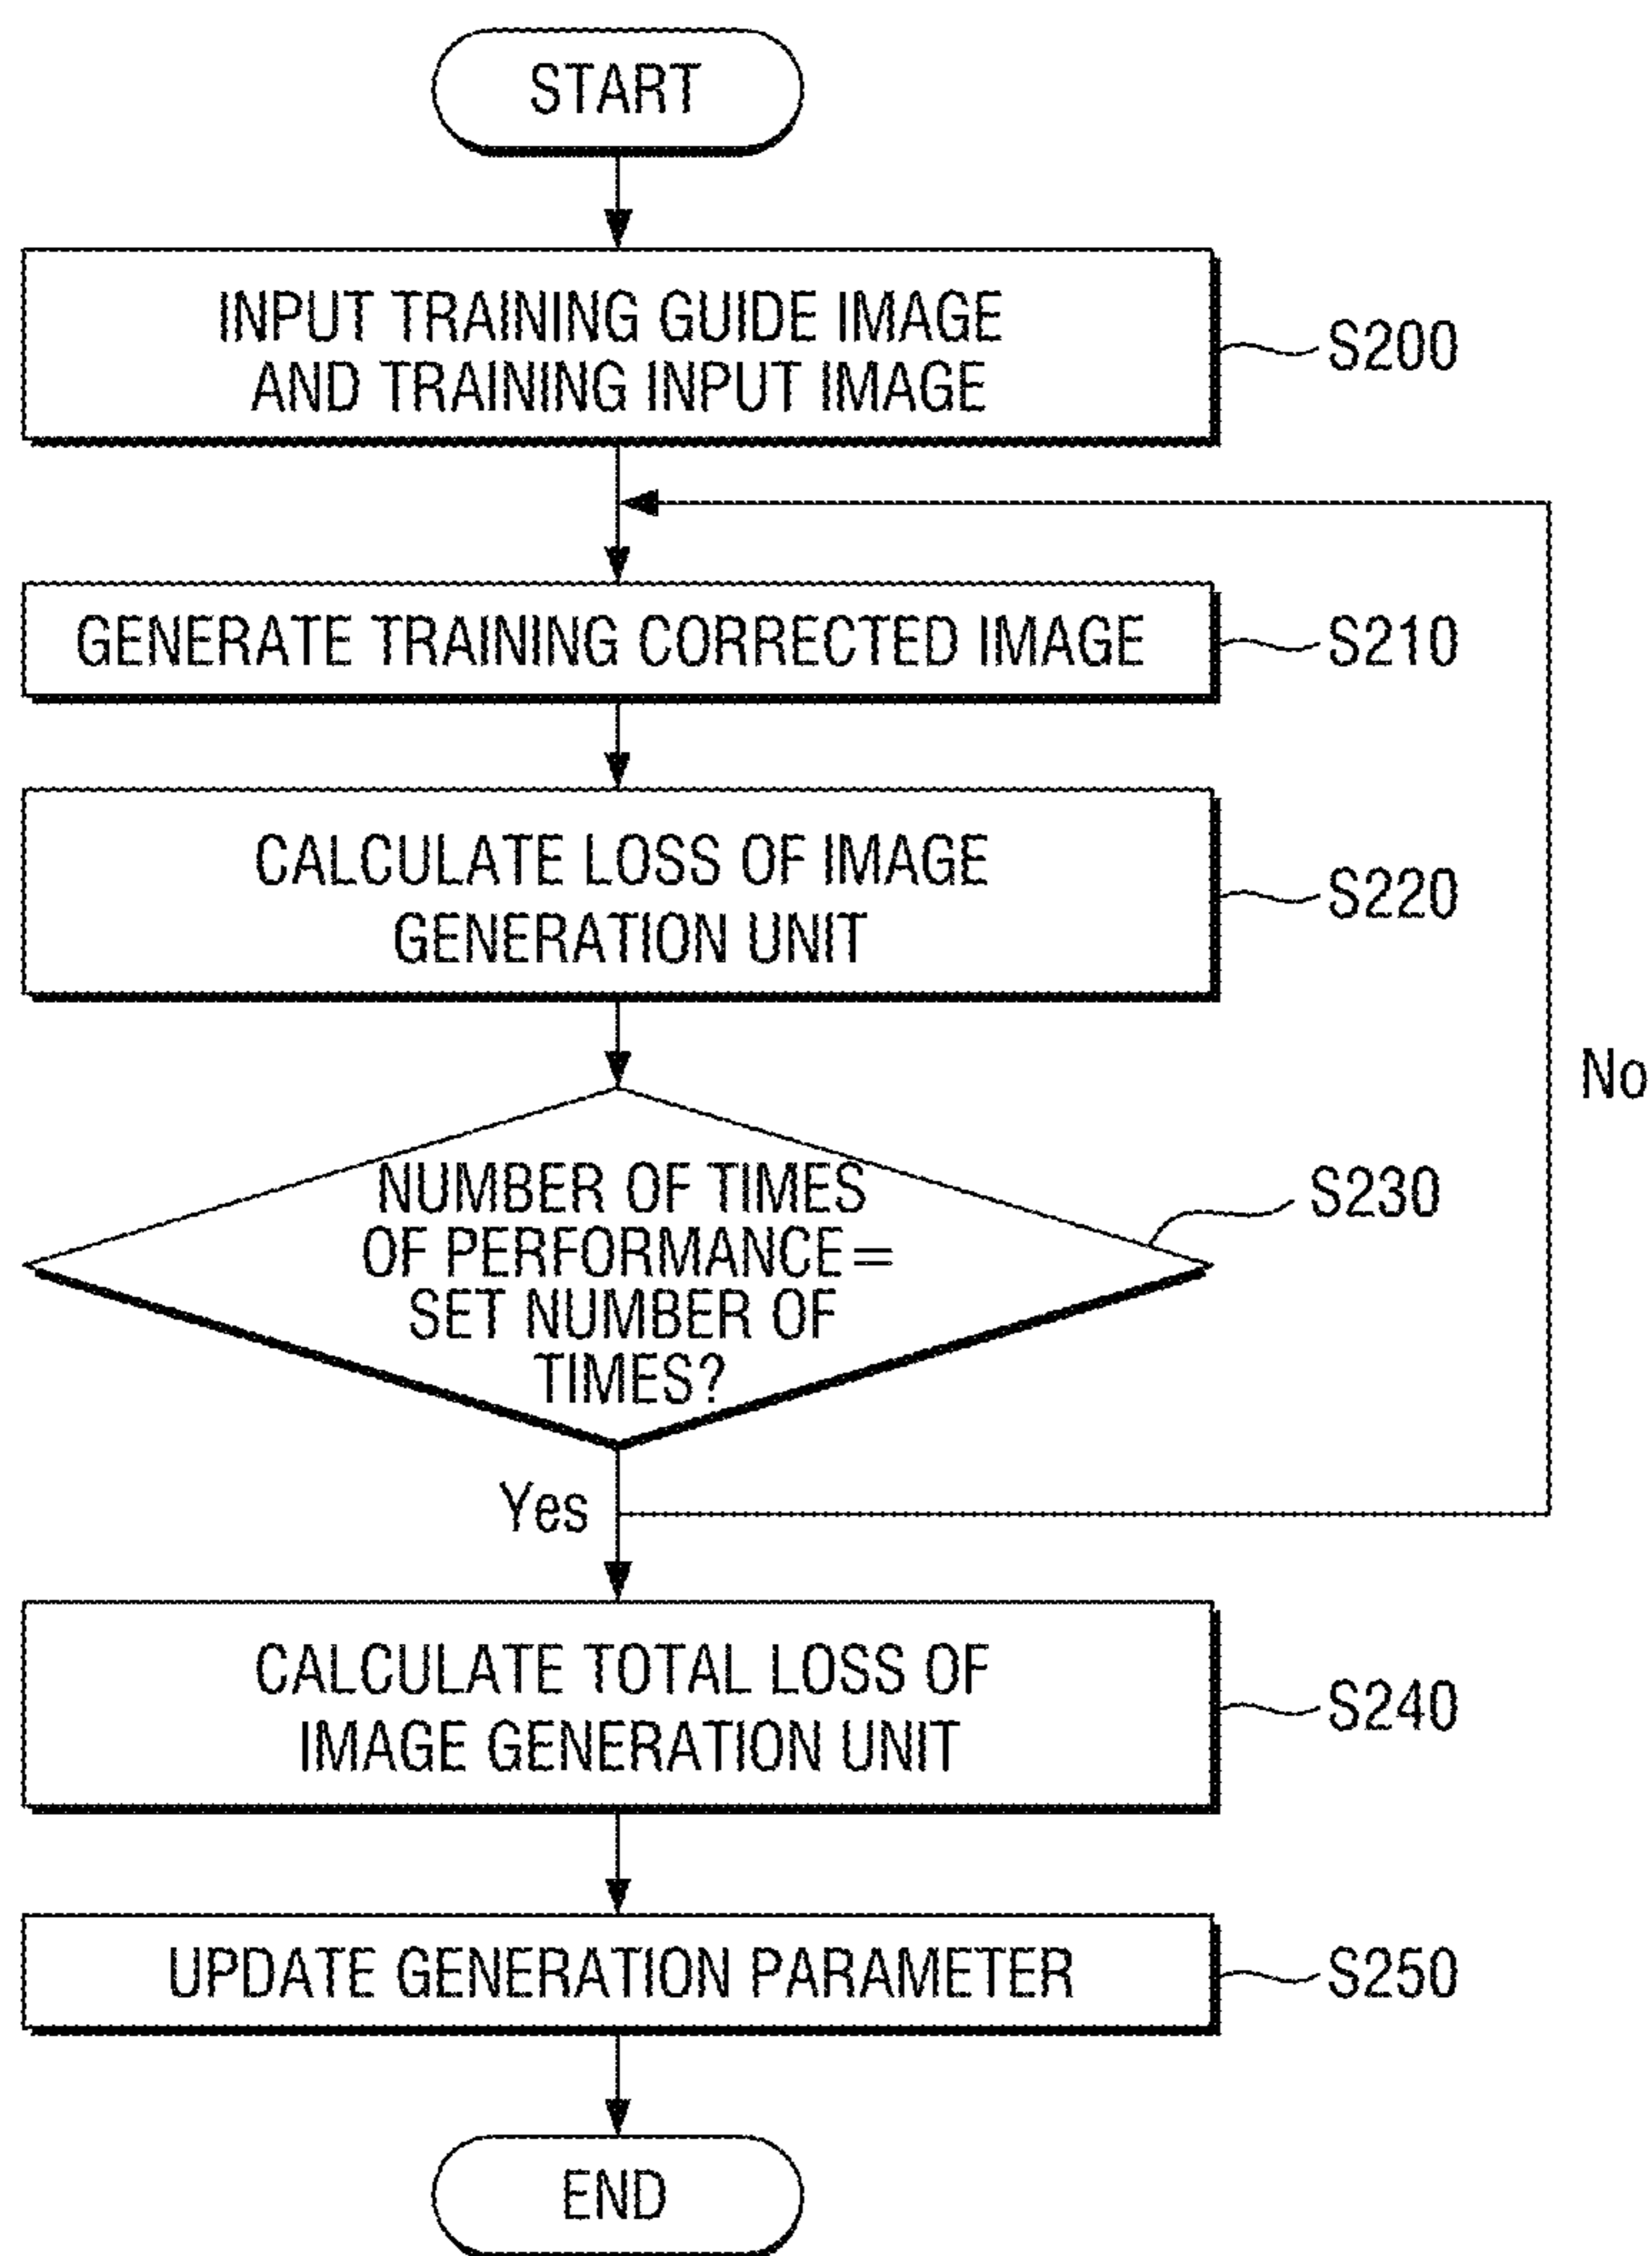 START
INPUT TRAINING GUIDE IMAGE
AND TRAINING INPUT IMAGE
S200
GENERATE TRAINING CORRECTED IMAGE
S210
CALCULATE LOSS OF IMAGE
GENERATION UNIT
S220
No
NUMBER OF TIMES
OF PERFORMANCE=
SET NUMBER OF
TIMES?
S230
Yes
CALCULATE TOTAL LOSS OF
IMAGE GENERATION UNIT
S240
UPDATE GENERATION PARAMETER
S250
END